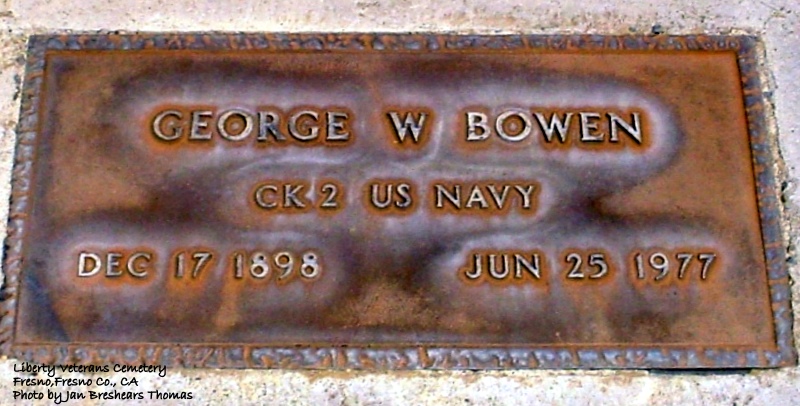 GEORGE W BOWEN
CK 2 US NAVY
DEC 17 1898 JUN 25 1977
Liberty Veterans Cemetery
Fresno,Fresno Co., CA
Photo by Jan Breshears Thomas